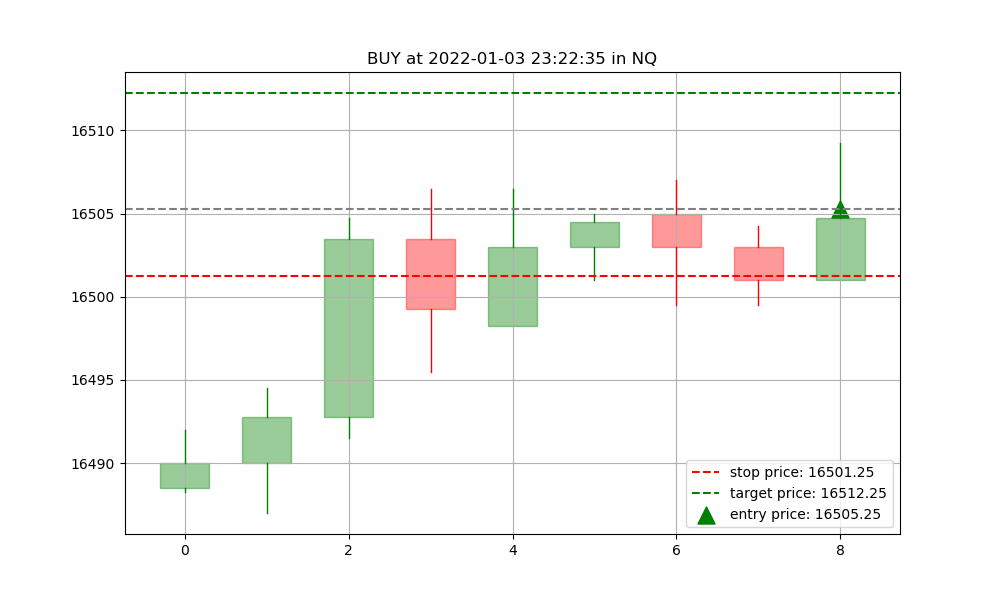 BUY at 2022-01-03 23:22:35 in NQ
16510
16505
16500
16495
16490
stop price: 16501.25
target price: 16512.25
entry price: 16505.25
0 2 4 6 8